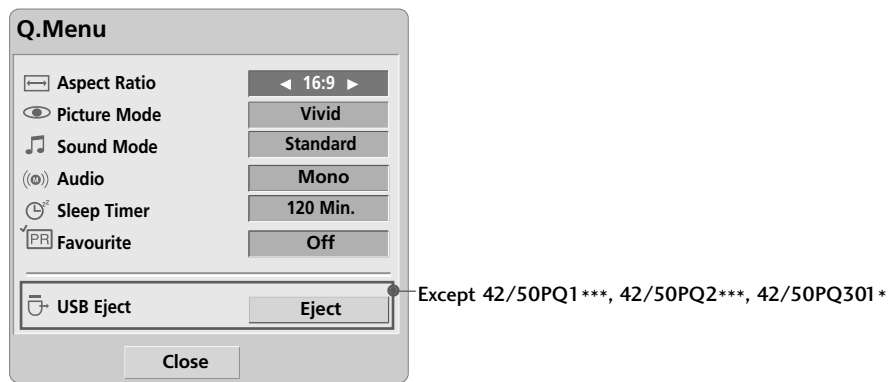 Q.Menu
Aspect Ratio ◄ 16:9 ►
Picture Mode Vivid
Sound Mode Standard
Audio Mono
Sleep Timer 120 Min.
Favourite Off
USB Eject Eject
Except 42/50PQ1***, 42/50PQ2***, 42/50PQ301*
Close